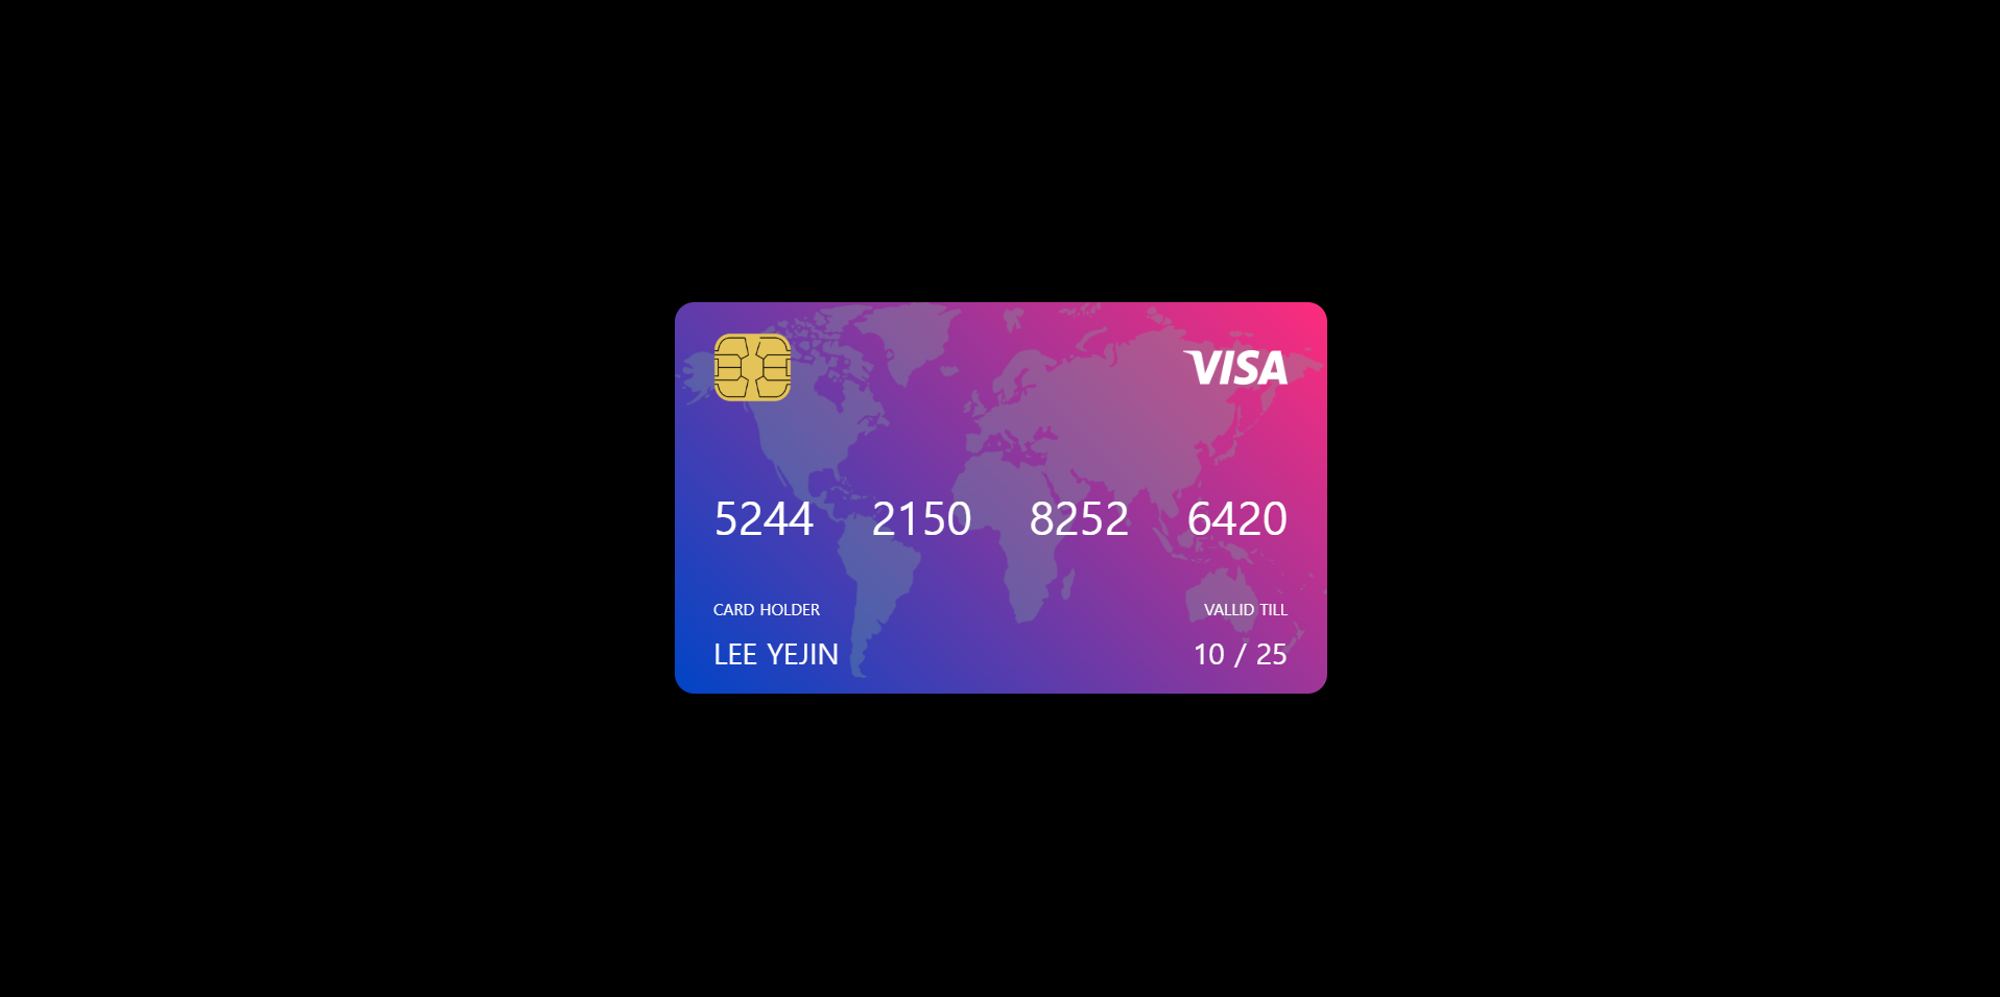 VISA
5244 2150 8252 6420
CARD HOLDER VALLID TILL
LEE YEJIN 10 / 25